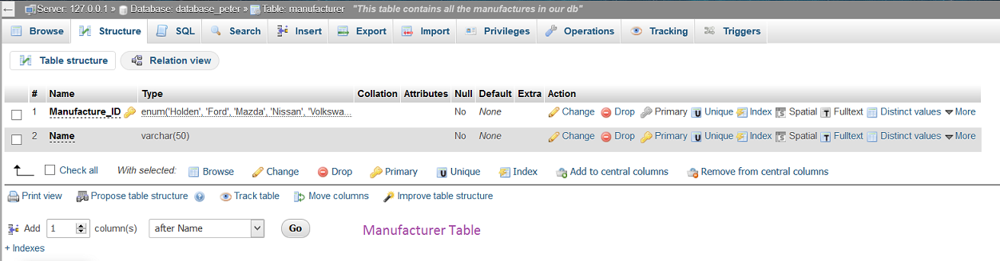 Server: 127.0.0.1 » Database: database_peter » Table: manufacturer "This table contains all the manufactures in our db"
Browse Structure SQL Search Insert Export Import Privileges Operations Tracking Triggers
Table structure Relation view
# Name Type Collation Attributes Null Default Extra Action
1 Manufacture_ID enum('Holden', 'Ford', 'Mazda', 'Nissan', 'Volkswa... No None Change Drop Primary Unique Index Spatial Fulltext Distinct values More
2 Name varchar(50) No None Change Drop Primary Unique Index Spatial Fulltext Distinct values More
Check all With selected: Browse Change Drop Primary Unique Index Add to central columns Remove from central columns
Print view Propose table structure Track table Move columns Improve table structure
Add 1 column(s) after Name Go Manufacturer Table
+ Indexes